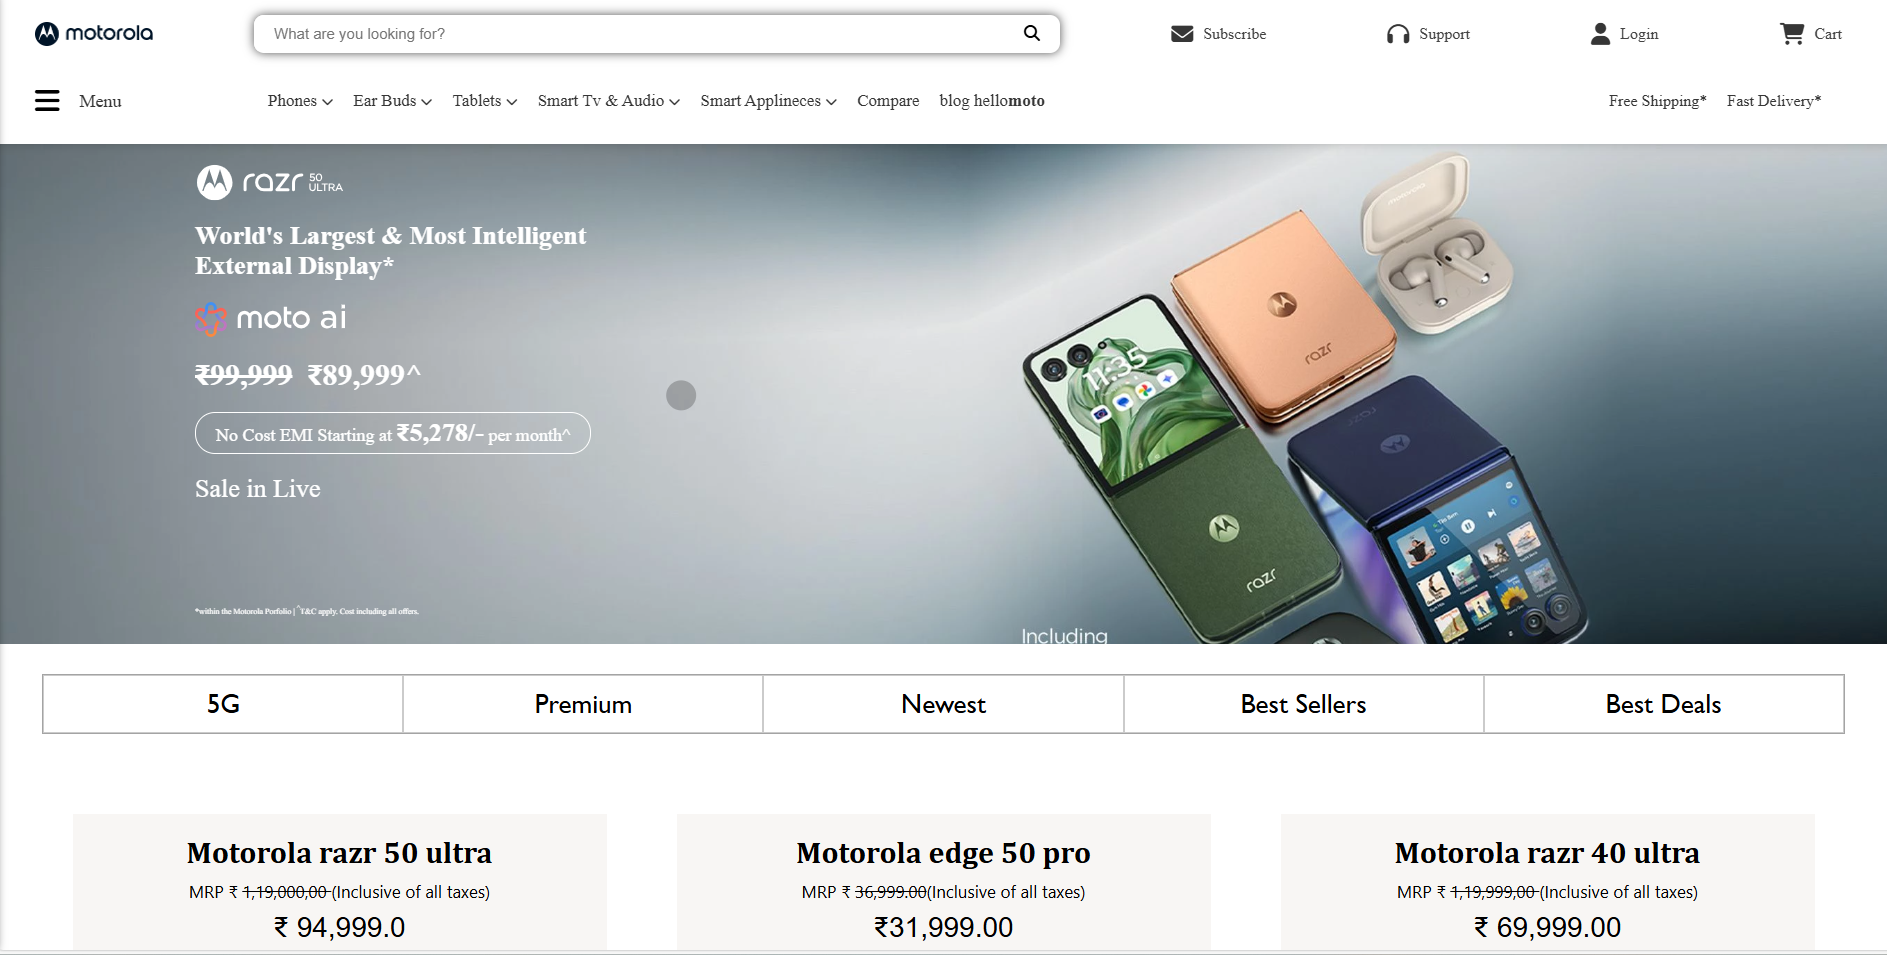 motorola
What are you looking for?
Subscribe
Support
Login
Cart
Menu
Phones
Ear Buds
Tablets
Smart Tv & Audio
Smart Applineces
Compare
blog hellomoto
Free Shipping*
Fast Delivery*
razr 50 ULTRA
World's Largest & Most Intelligent
External Display*
moto ai
₹99,999 ₹89,999^
No Cost EMI Starting at ₹5,278/- per month^
Sale in Live
*within the Motorola Porfolio | ^T&C apply. Cost including all offers.
11:35
razr
razr
Including
5G
Premium
Newest
Best Sellers
Best Deals
Motorola razr 50 ultra
MRP ₹ 1,19,000,00 (Inclusive of all taxes)
₹ 94,999.0
Motorola edge 50 pro
MRP ₹ 36,999.00(Inclusive of all taxes)
₹31,999.00
Motorola razr 40 ultra
MRP ₹ 1,19,999,00 (Inclusive of all taxes)
₹ 69,999.00